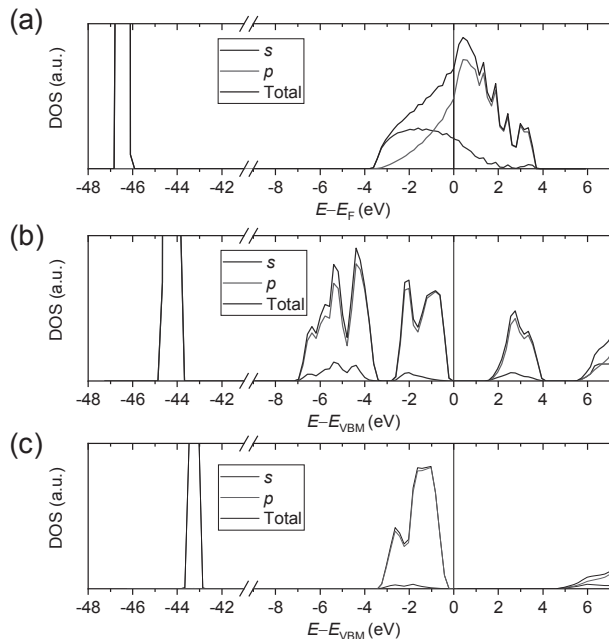 (a)
DOS (a.u.)
s
p
Total
-48 -46 -44 -42 -8 -6 -4 -2 0 2 4 6
E–E_F (eV)
(b)
DOS (a.u.)
s
p
Total
-48 -46 -44 -42 -8 -6 -4 -2 0 2 4 6
E–E_VBM (eV)
(c)
DOS (a.u.)
s
p
Total
-48 -46 -44 -42 -8 -6 -4 -2 0 2 4 6
E–E_VBM (eV)